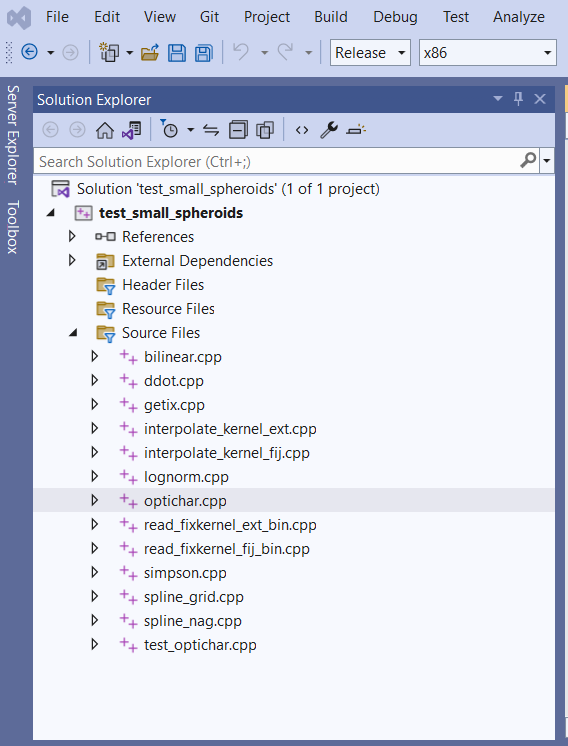 File Edit View Git Project Build Debug Test Analyze
Release x86
Server Explorer
Toolbox
Solution Explorer
Search Solution Explorer (Ctrl+;)
Solution 'test_small_spheroids' (1 of 1 project)
test_small_spheroids
References
External Dependencies
Header Files
Resource Files
Source Files
bilinear.cpp
ddot.cpp
getix.cpp
interpolate_kernel_ext.cpp
interpolate_kernel_fij.cpp
lognorm.cpp
optichar.cpp
read_fixkernel_ext_bin.cpp
read_fixkernel_fij_bin.cpp
simpson.cpp
spline_grid.cpp
spline_nag.cpp
test_optichar.cpp